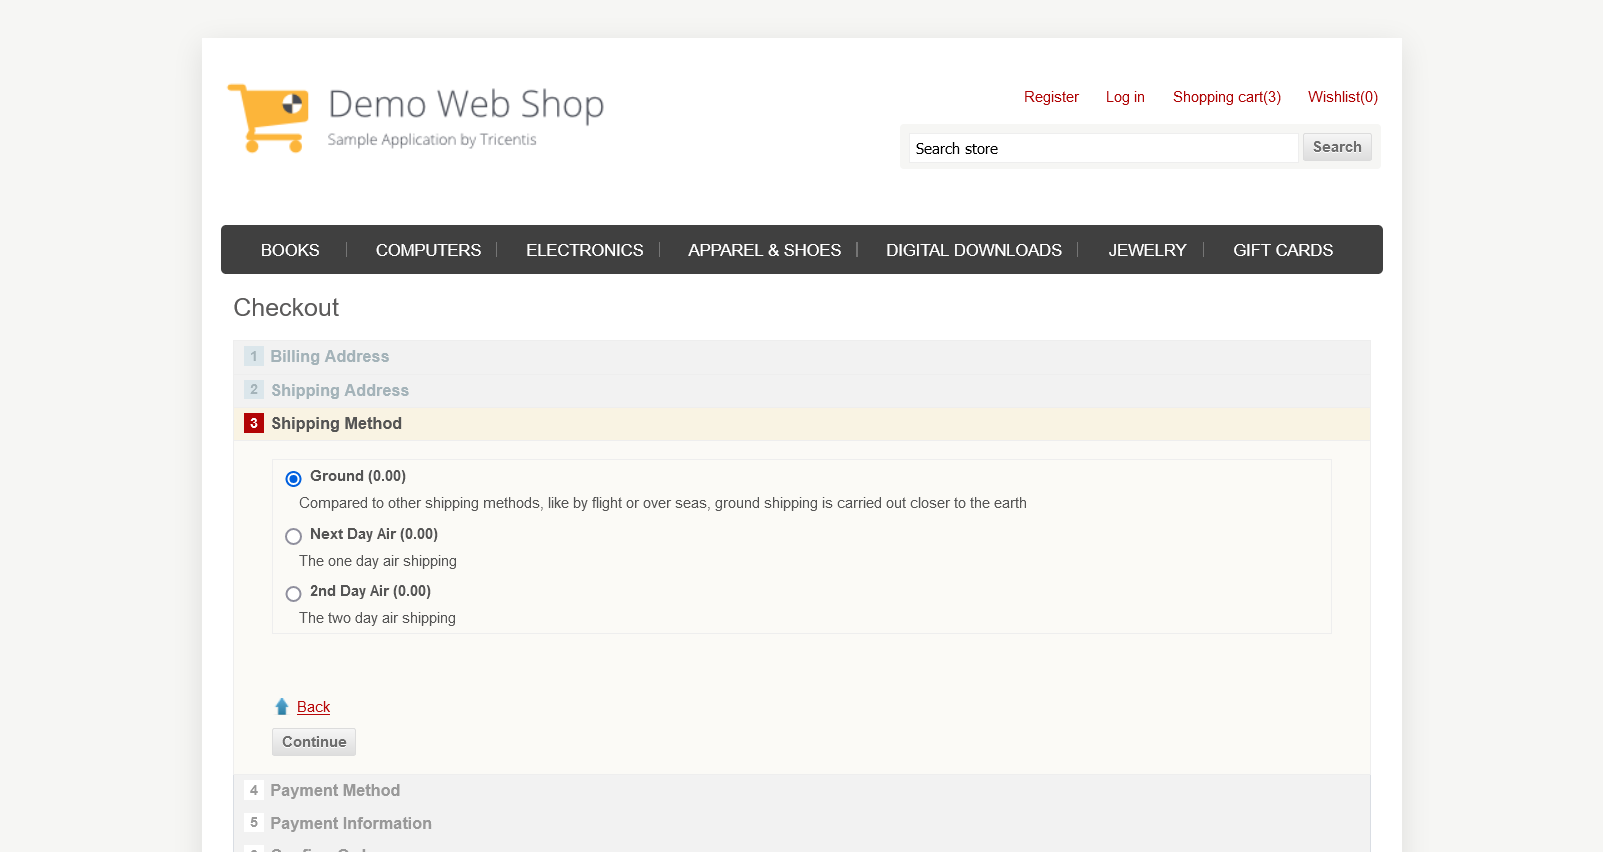 Demo Web Shop
Sample Application by Tricentis
Register Log in Shopping cart(3) Wishlist(0)
Search store Search
BOOKS COMPUTERS ELECTRONICS APPAREL & SHOES DIGITAL DOWNLOADS JEWELRY GIFT CARDS
Checkout
1 Billing Address
2 Shipping Address
3 Shipping Method
Ground (0.00)
Compared to other shipping methods, like by flight or over seas, ground shipping is carried out closer to the earth
Next Day Air (0.00)
The one day air shipping
2nd Day Air (0.00)
The two day air shipping
Back
Continue
4 Payment Method
5 Payment Information